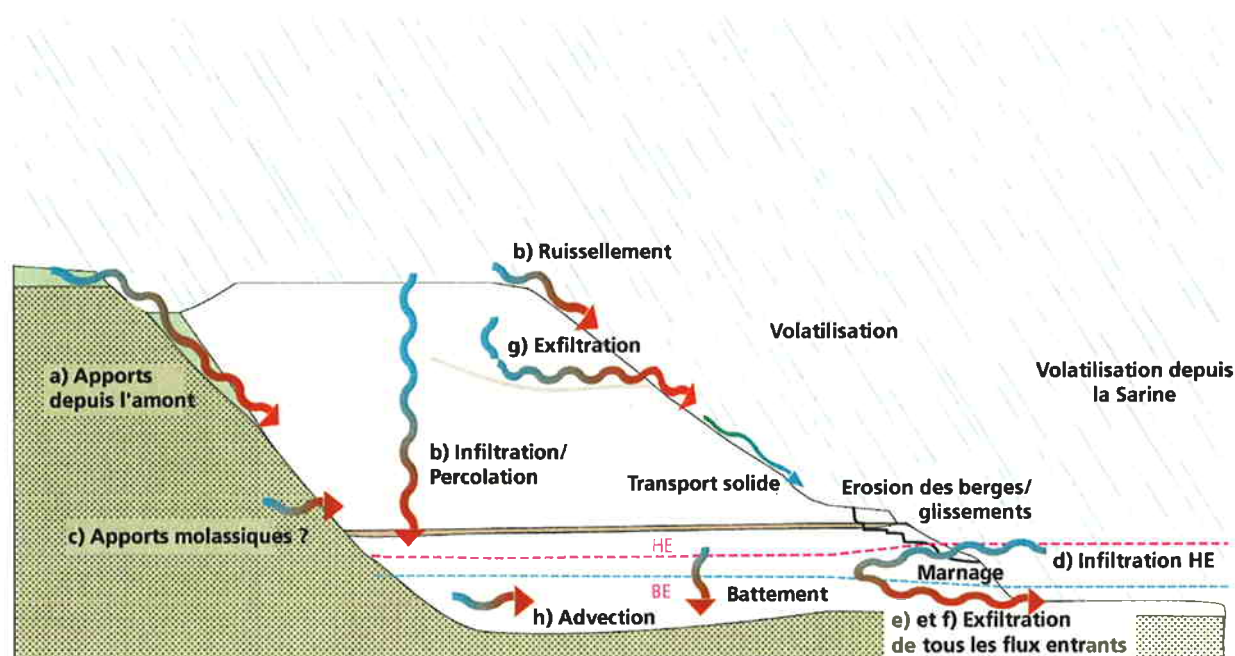 b) Ruissellement
Volatilisation
g) Exfiltration
Volatilisation depuis
la Sarine
a) Apports
depuis l'amont
b) Infiltration/
Percolation
Transport solide
Erosion des berges/
glissements
c) Apports molassiques ?
HE
d) Infiltration HE
Marnage
BE
Battement
h) Advection
e) et f) Exfiltration
de tous les flux entrants